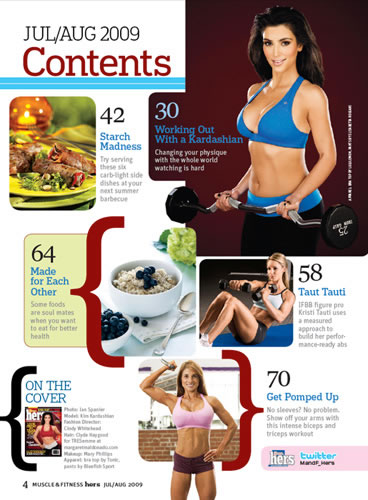 JUL/AUG 2009
Contents
42
Starch
Madness
Try serving
these six
carb-light side
dishes at your
next summer
barbecue
30
Working Out
With a Kardashian
Changing your physique
with the whole world
watching is hard
64
Made
for Each
Other
Some foods
are soul mates
when you want
to eat for better
health
58
Taut Tauti
IFBB figure pro
Kristi Tauti uses
a measured
approach to
build her perfor-
mance-ready abs
ON THE
COVER
Photo: Ian Spanier
Model: Kim Kardashian
Fashion Director:
Cindy Whitehead
Hair: Clyde Haygood
for TRESemme at
Makeup: Mary Phillips
Apparel: bra top by Tonic,
pants by Bluefish Sport
70
Get Pomped Up
No sleeves? No problem.
Show off your arms with
this intense biceps and
triceps workout
hers
twitter
MandF_Hers
4 MUSCLE & FITNESS hers JUL/AUG 2009
25